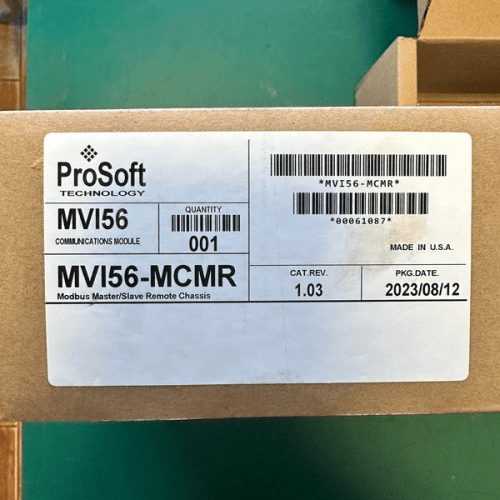 ProSoft
TECHNOLOGY
MVI56
COMMUNICATIONS MODULE
QUANTITY
001
*MVI56-MCMR*
*00061087*
MADE IN U.S.A.
MVI56-MCMR
Modbus Master/Slave Remote Chassis
CAT.REV.
1.03
PKG.DATE.
2023/08/12